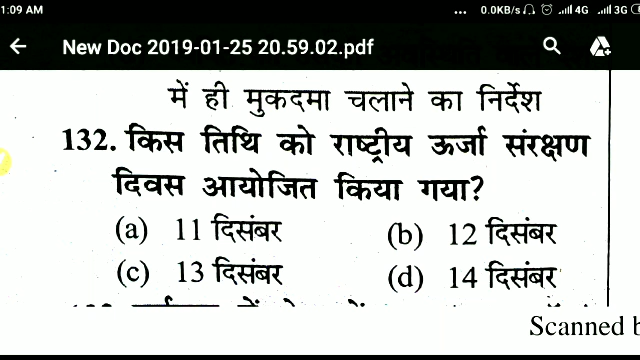 1:09 AM ... 0.0KB/s 4G 3G
New Doc 2019-01-25 20.59.02.pdf
में ही मुकदमा चलाने का निर्देश
132. किस तिथि को राष्ट्रीय ऊर्जा संरक्षण
दिवस आयोजित किया गया?
(a) 11 दिसंबर (b) 12 दिसंबर
(c) 13 दिसंबर (d) 14 दिसंबर
Scanned b